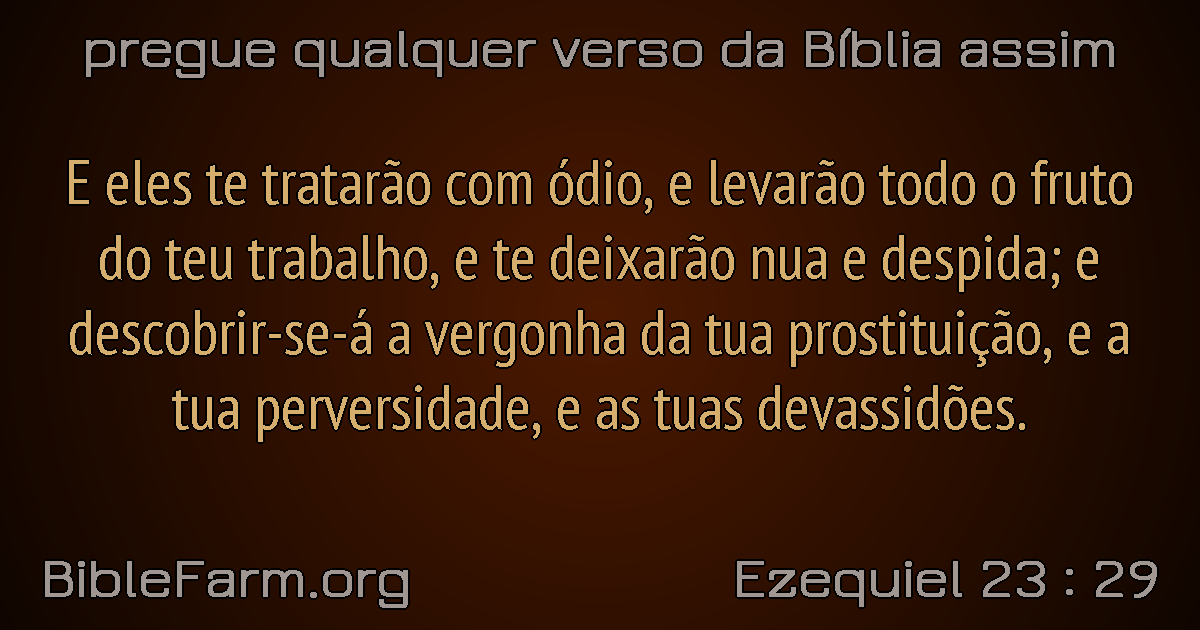 pregue qualquer verso da Bíblia assim
E eles te tratarão com ódio, e levarão todo o fruto
do teu trabalho, e te deixarão nua e despida; e
descobrir-se-á a vergonha da tua prostituição, e a
tua perversidade, e as tuas devassidões.
BibleFarm.org
Ezequiel 23 : 29